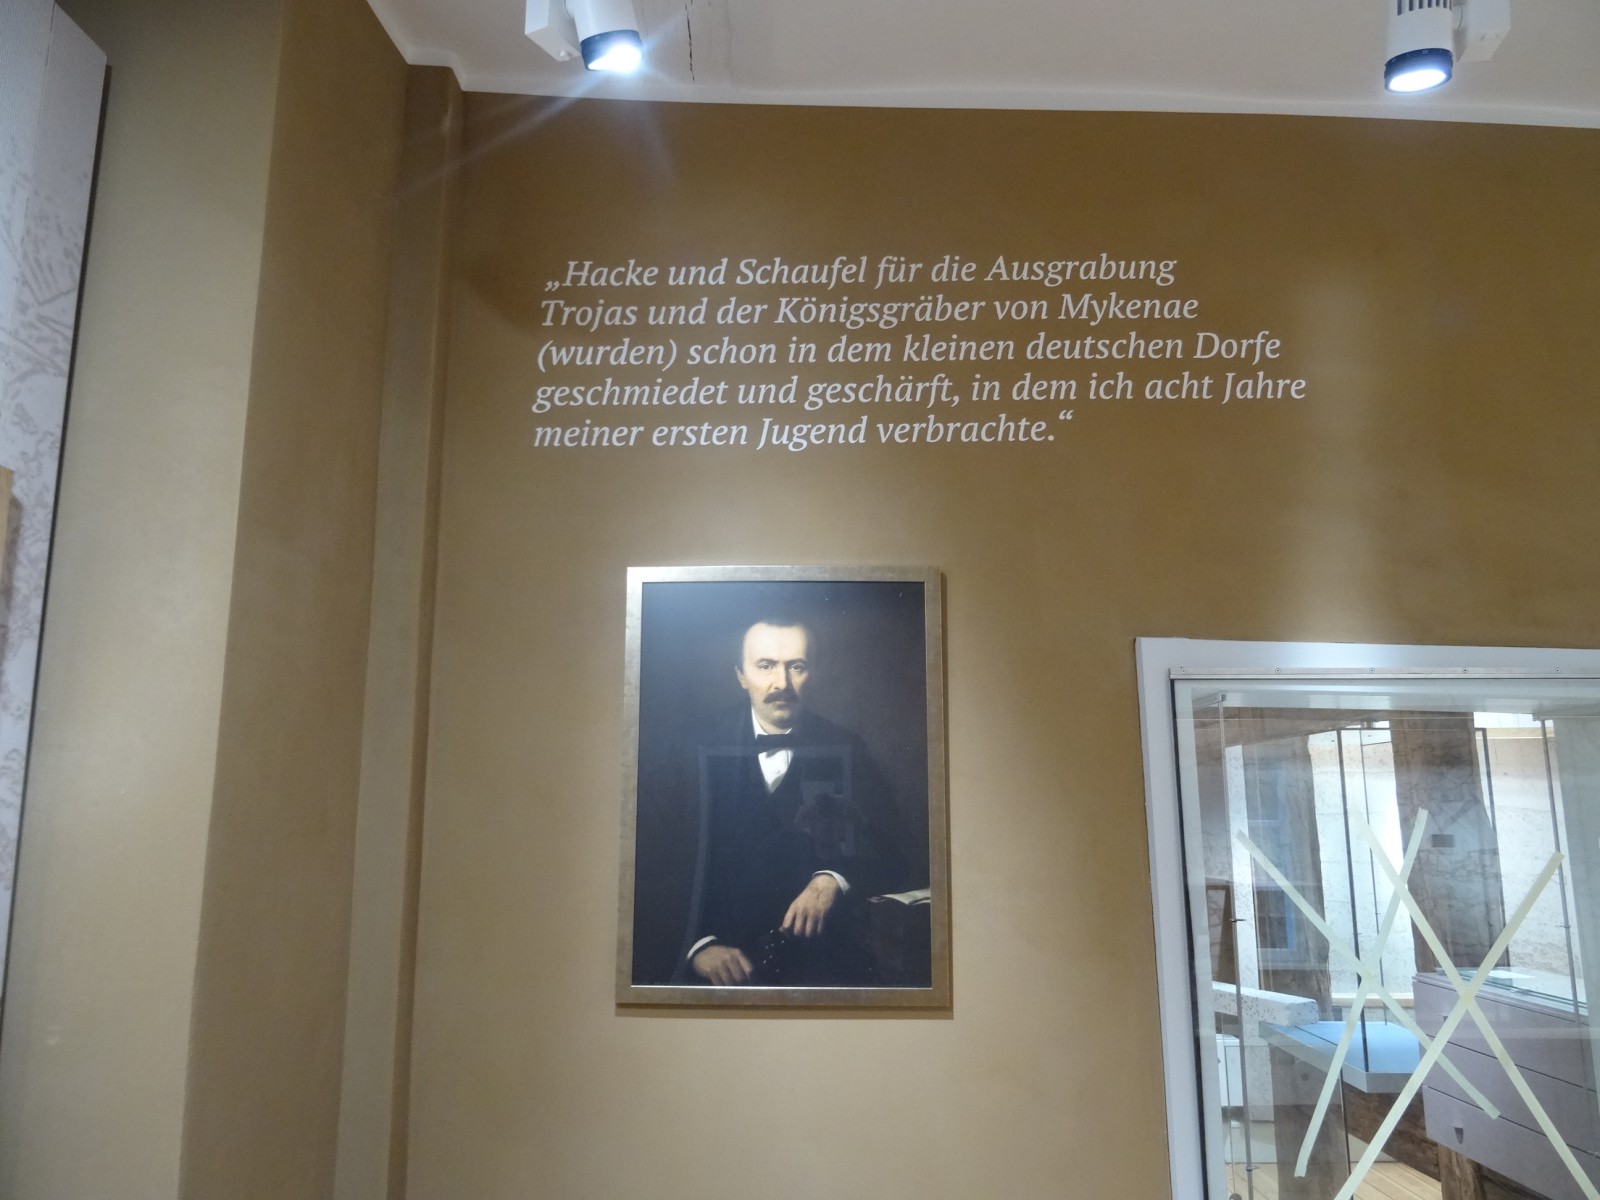 „Hacke und Schaufel für die Ausgrabung
Trojas und der Königsgräber von Mykenae
(wurden) schon in dem kleinen deutschen Dorfe
geschmiedet und geschärft, in dem ich acht Jahre
meiner ersten Jugend verbrachte.“